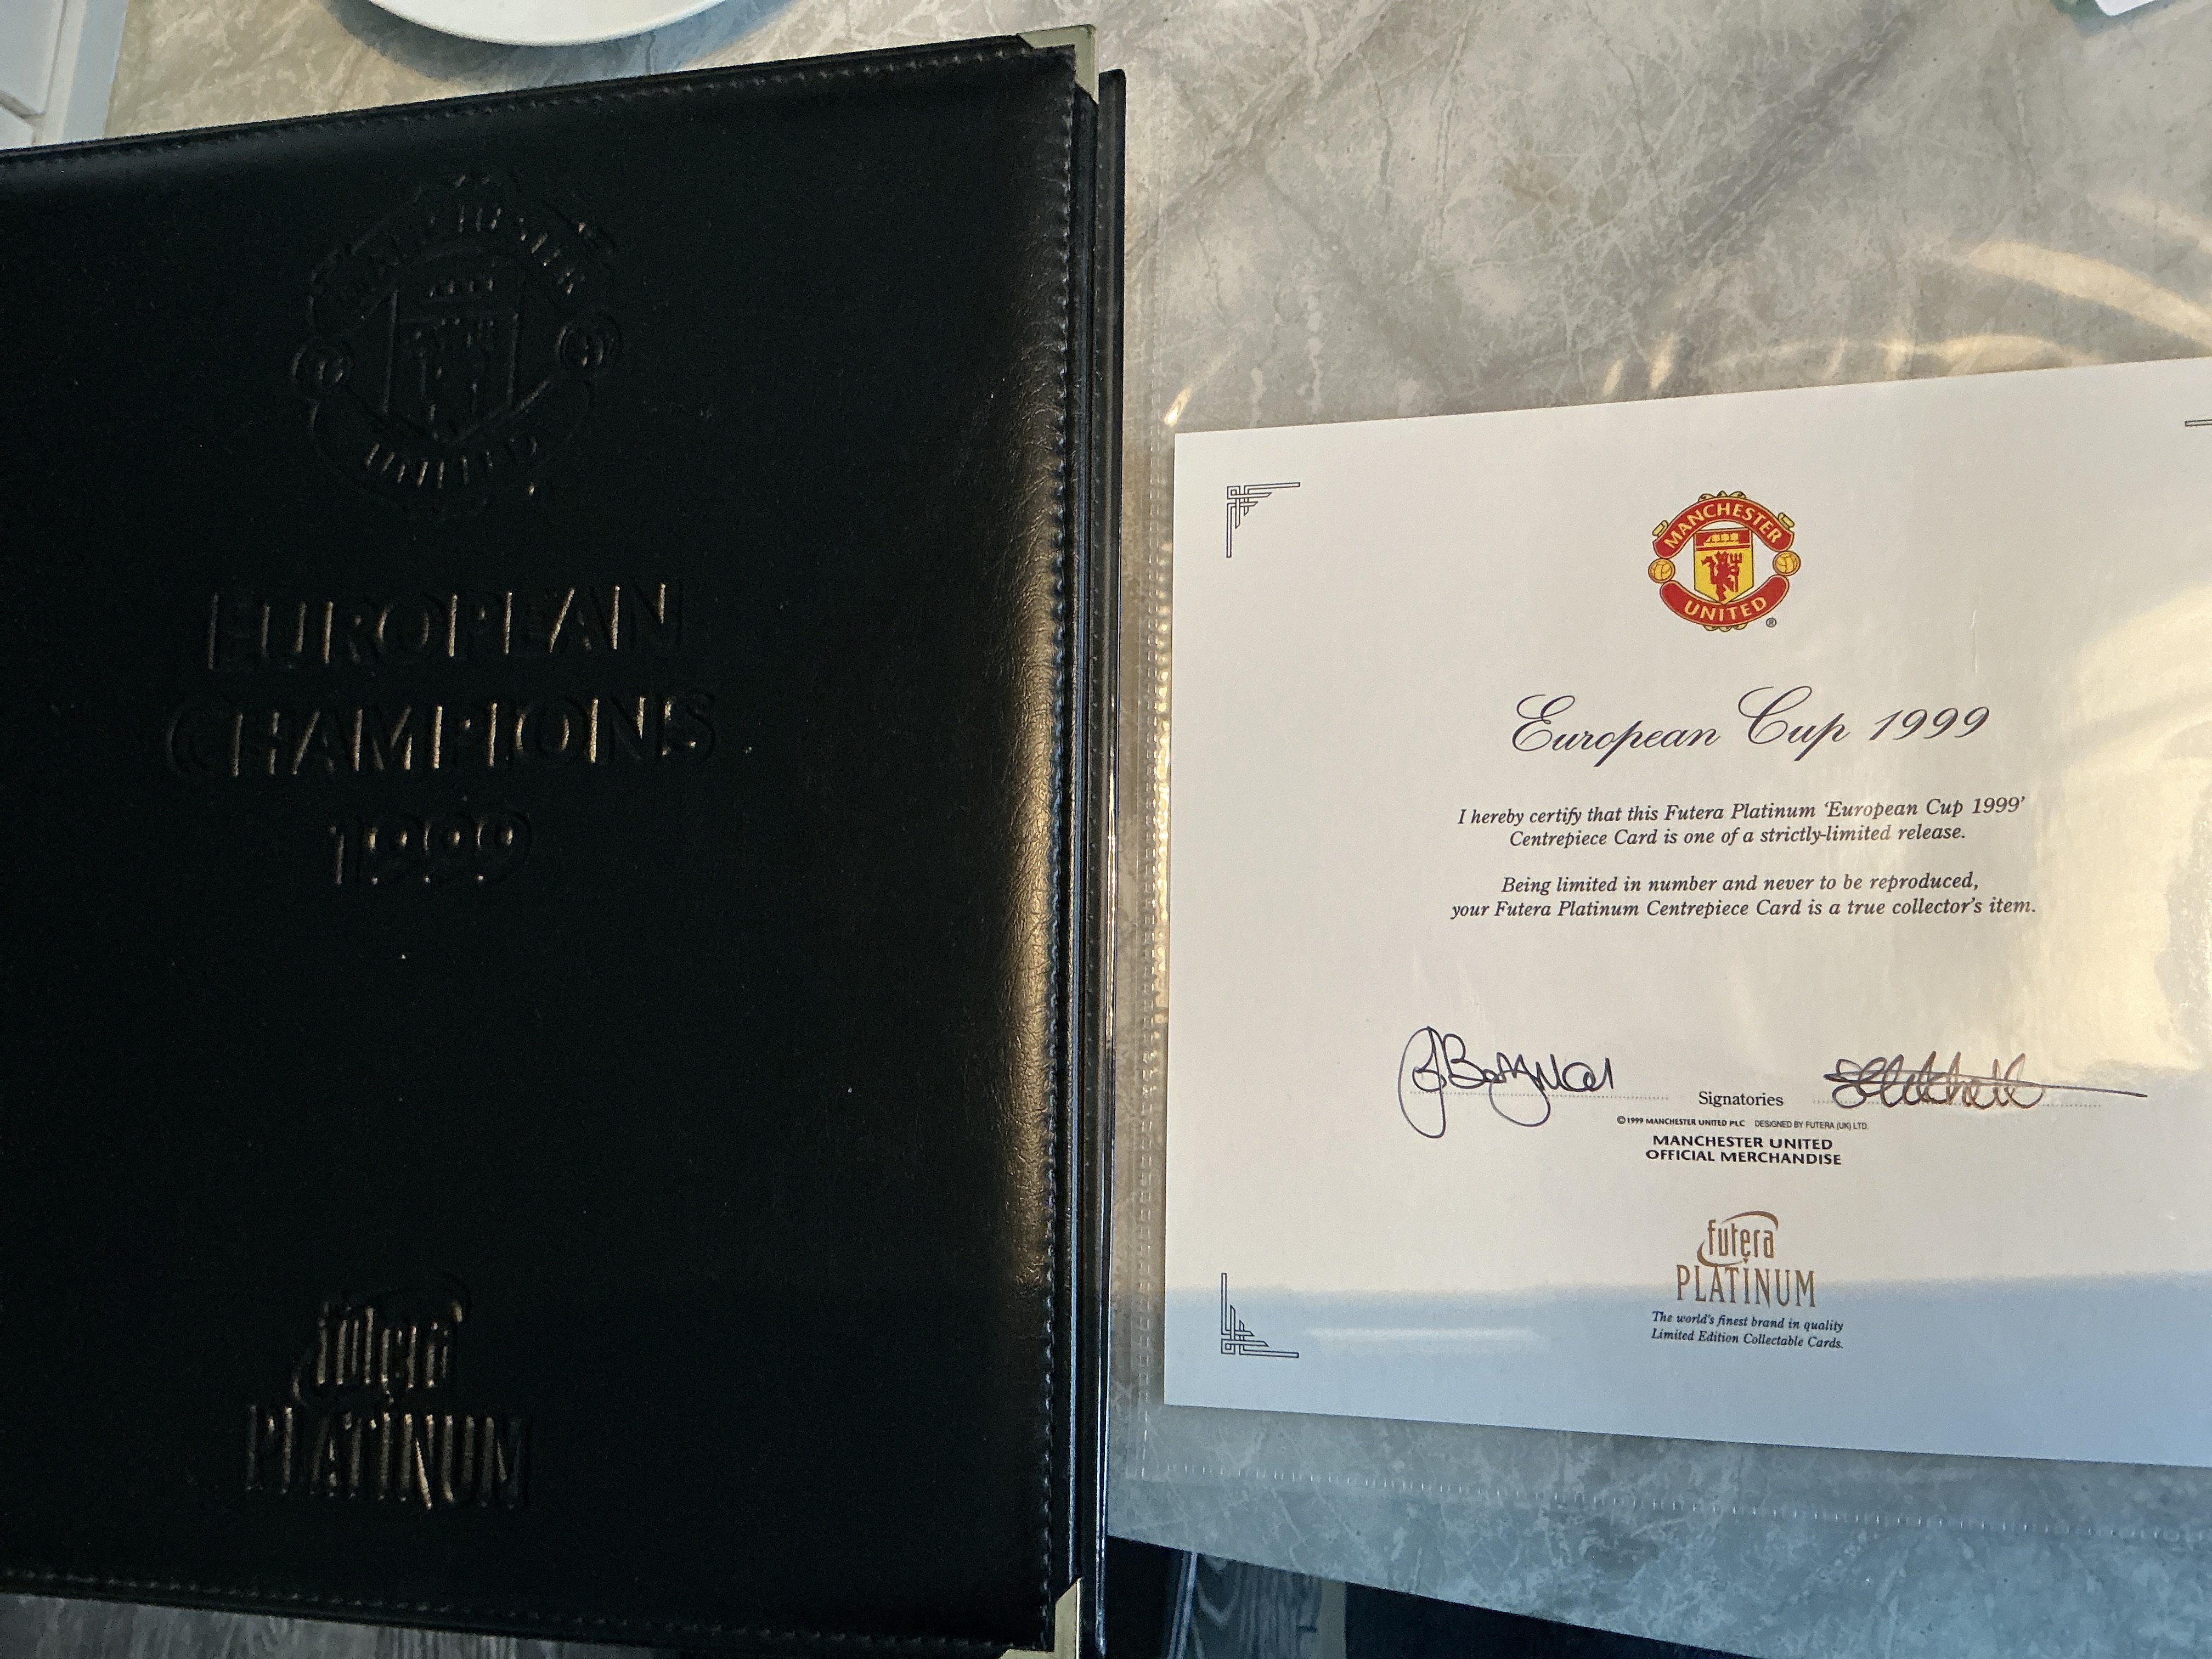 MANCHESTER
UNITED
EUROPEAN
CHAMPIONS
1999
futera
PLATINUM
MANCHESTER
UNITED
®
European Cup 1999
I hereby certify that this Futera Platinum ‘European Cup 1999’
Centrepiece Card is one of a strictly-limited release.
Being limited in number and never to be reproduced,
your Futera Platinum Centrepiece Card is a true collector's item.
Signatories
©1999 MANCHESTER UNITED PLC DESIGNED BY FUTERA (UK) LTD.
MANCHESTER UNITED
OFFICIAL MERCHANDISE
futera
PLATINUM
The world's finest brand in quality
Limited Edition Collectable Cards.